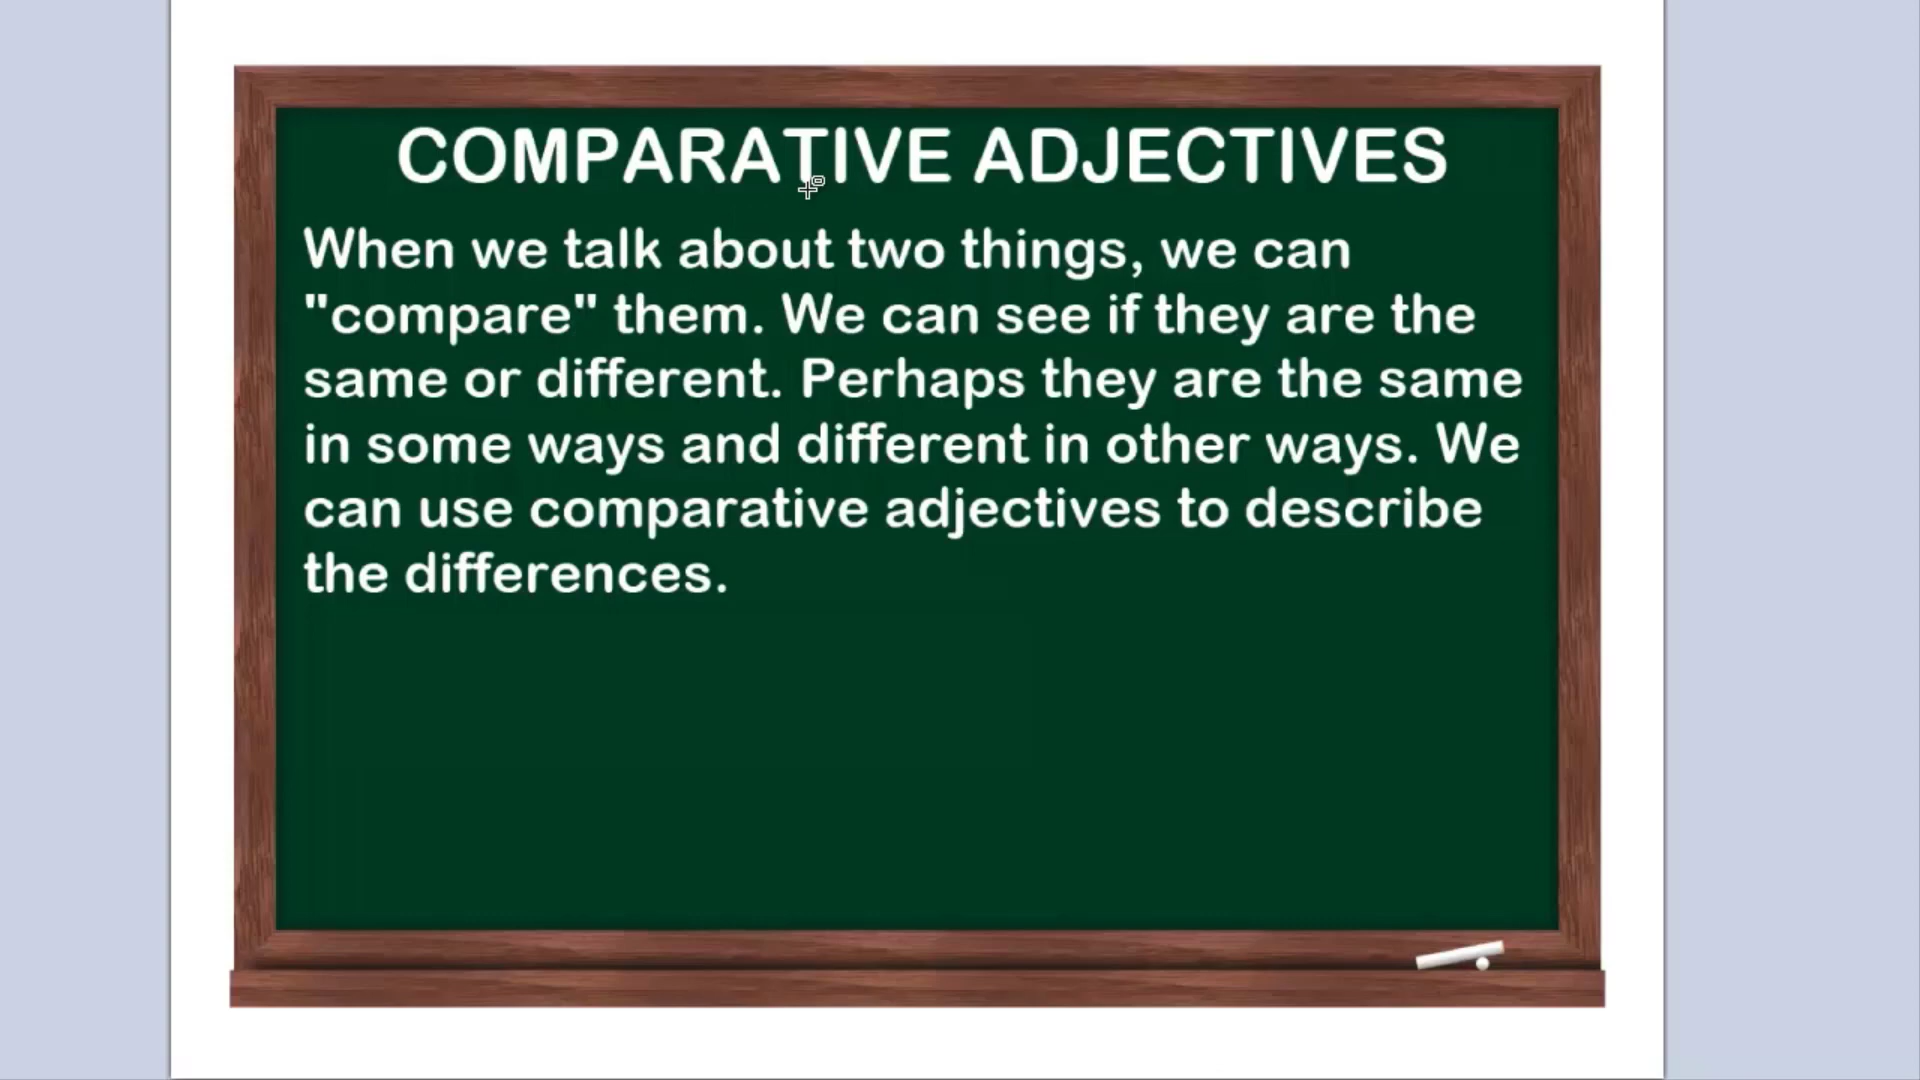 COMPARATIVE ADJECTIVES
When we talk about two things, we can
"compare" them. We can see if they are the
same or different. Perhaps they are the same
in some ways and different in other ways. We
can use comparative adjectives to describe
the differences.